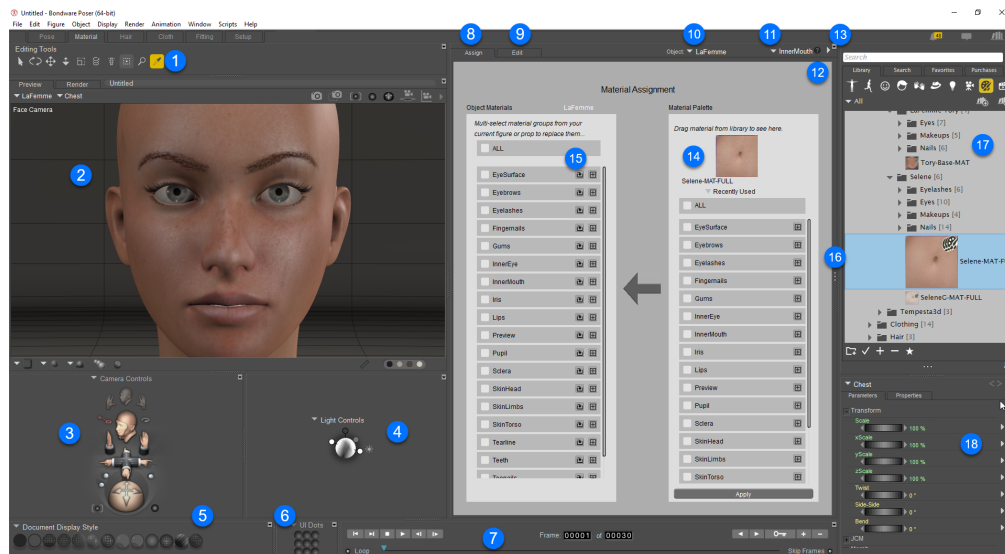 Untitled - Bondware Poser (64-bit)
File Edit Figure Object Display Render Animation Window Scripts Help
Pose Material Hair Cloth Fitting Setup
Editing Tools
1
Preview Render Untitled
LaFemme Chest
Face Camera
2
Camera Controls
3
Light Controls
4
Document Display Style
5
6
UI Dots
7
Loop
Frame: 00001 of 00030
Skip Frames
8
9
Assign Edit
10
Object LaFemme
11
InnerMouth
12
13
Material Assignment
Object Materials LaFemme
Multi-select material groups from your
current figure or prop to replace them...
ALL
15
EyeSurface
Eyebrows
Eyelashes
Fingernails
Gums
InnerEye
InnerMouth
Iris
Lips
Preview
Pupil
Sclera
SkinHead
SkinLimbs
SkinTorso
Tearline
Teeth
Material Palette
Drag material from library to see here.
14
Selene-MAT-FULL
Recently Used
ALL
EyeSurface
Eyebrows
Eyelashes
Fingernails
Gums
InnerEye
InnerMouth
Iris
Lips
Preview
Pupil
Sclera
SkinHead
SkinLimbs
SkinTorso
Apply
16
Search
Library Search Favorites Purchases
All
17
Eyes [7]
Makeups [5]
Nails [6]
Tory-Base-MAT
Selene [6]
Eyelashes [6]
Eyes [10]
Makeups [4]
Nails [14]
Selene-MAT-F
SeleneG-MAT-FULL
Tempesta3d [3]
Clothing [14]
Hair [3]
Chest
Parameters Properties
Transform
18
Scale
100 %
xScale
100 %
yScale
100 %
zScale
100 %
Twist
0 °
Side-Side
0 °
Bend
0 °
JCM